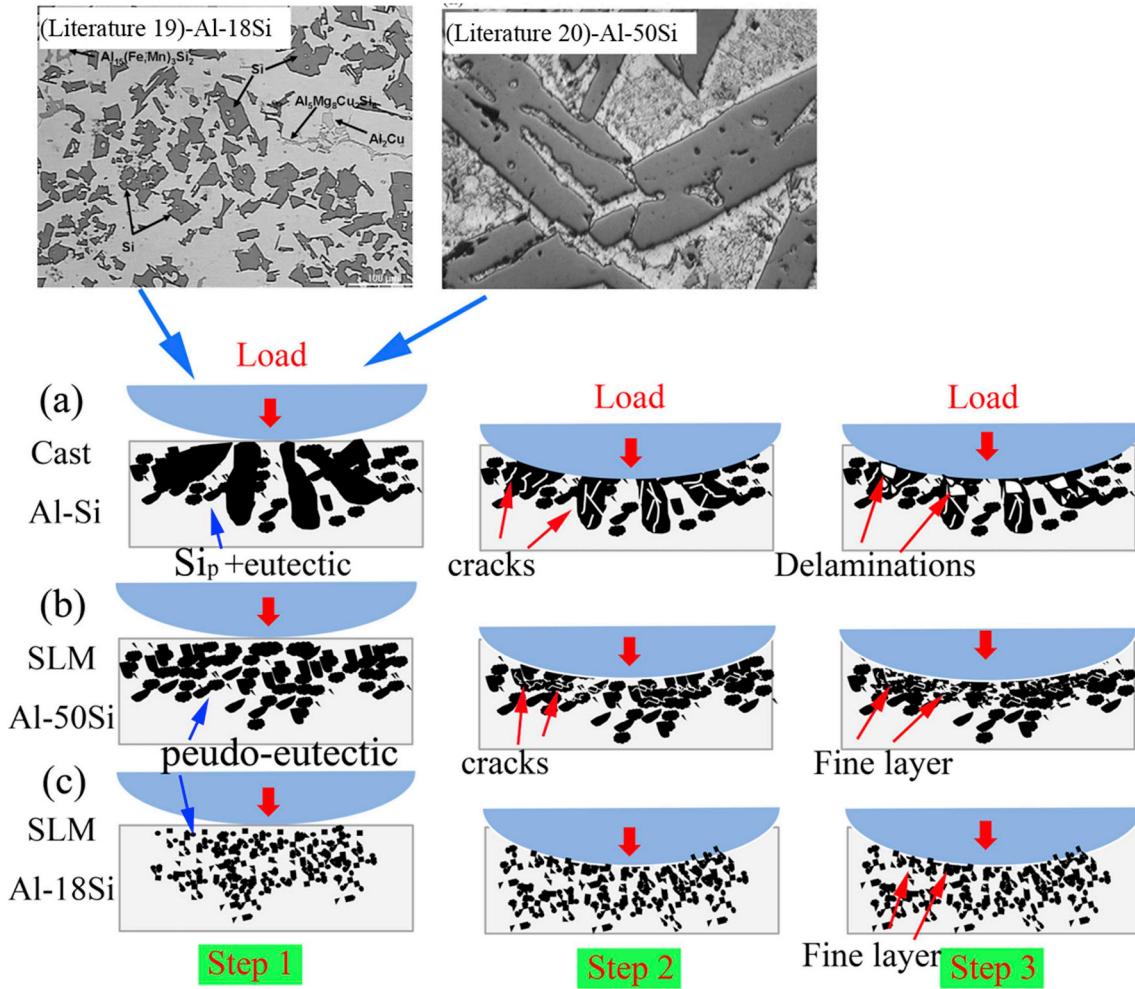 (Literature 19)-Al-18Si
Al15(Fe,Mn)3Si2
Si
Al5Mg8Cu2Si6
Al2Cu
Si
100 μm
(Literature 20)-Al-50Si
Load
(a)
Cast
Al-Si
Load
Load
Sip +eutectic
cracks
Delaminations
(b)
SLM
Al-50Si
peudo-eutectic
cracks
Fine layer
(c)
SLM
Al-18Si
Fine layer
Step 1
Step 2
Step 3